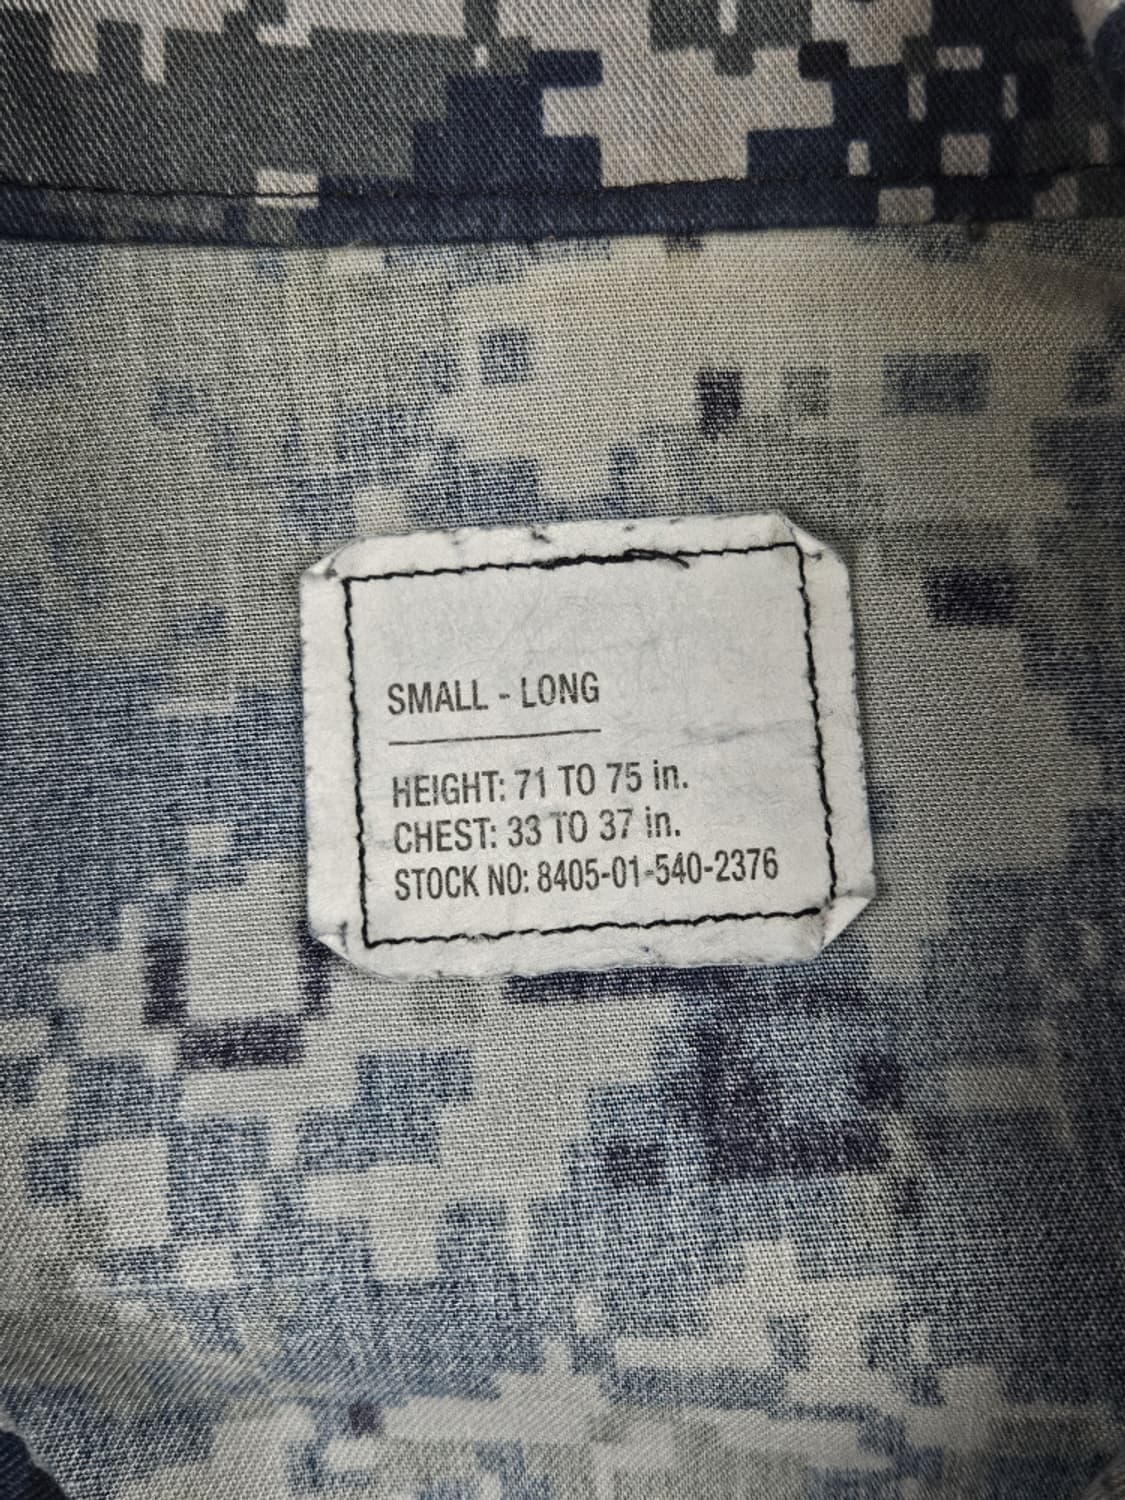 SMALL - LONG
HEIGHT: 71 TO 75 in.
CHEST: 33 TO 37 in.
STOCK NO: 8405-01-540-2376